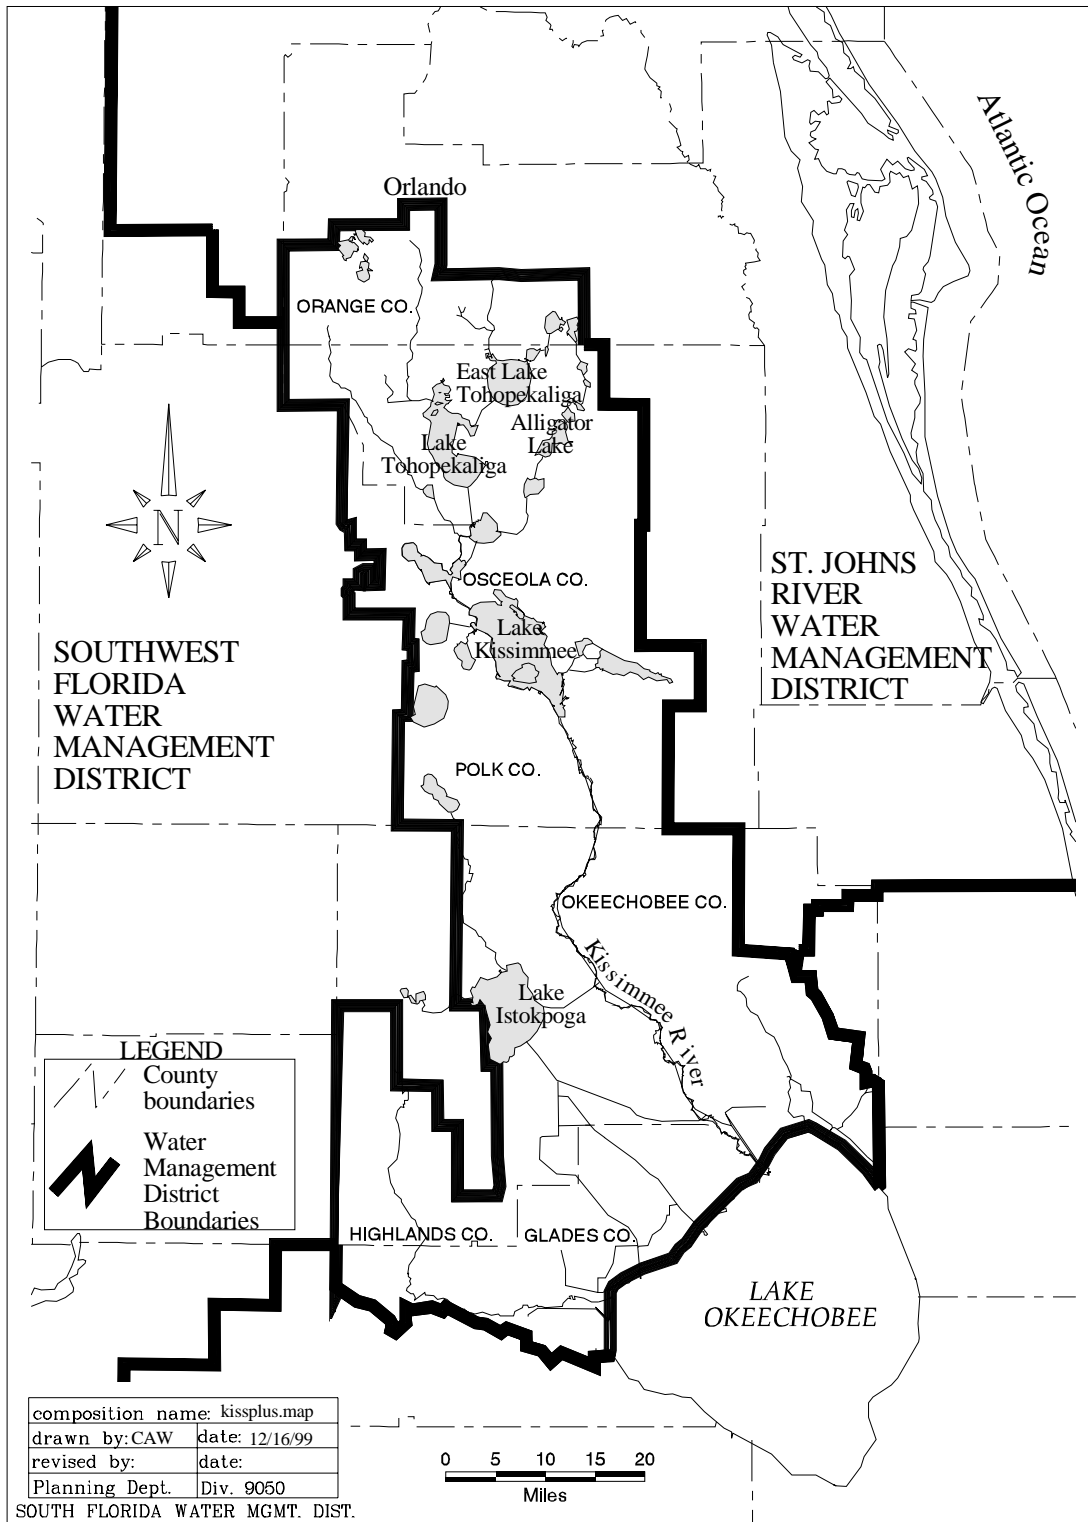 Atlantic Ocean
Orlando
ORANGE CO.
East Lake
Tohopekaliga
Alligator
Lake
Lake
Tohopekaliga
N
OSCEOLA CO.
ST. JOHNS
RIVER
WATER
MANAGEMENT
DISTRICT
Lake
Kissimmee
SOUTHWEST
FLORIDA
WATER
MANAGEMENT
DISTRICT
POLK CO.
OKEECHOBEE CO.
Kissimmee River
Lake
Istokpoga
LEGEND
County
boundaries
Water
Management
District
Boundaries
HIGHLANDS CO.
GLADES CO.
LAKE
OKEECHOBEE
composition name: kissplus.map
drawn by: CAW date: 12/16/99
revised by: date:
Planning Dept. Div. 9050
SOUTH FLORIDA WATER MGMT. DIST.
0 5 10 15 20
Miles